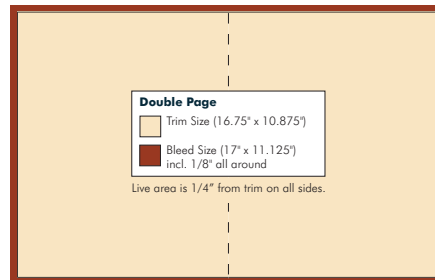 Double Page
Trim Size (16.75" x 10.875")
Bleed Size (17" x 11.125")
incl. 1/8" all around
Live area is 1/4” from trim on all sides.